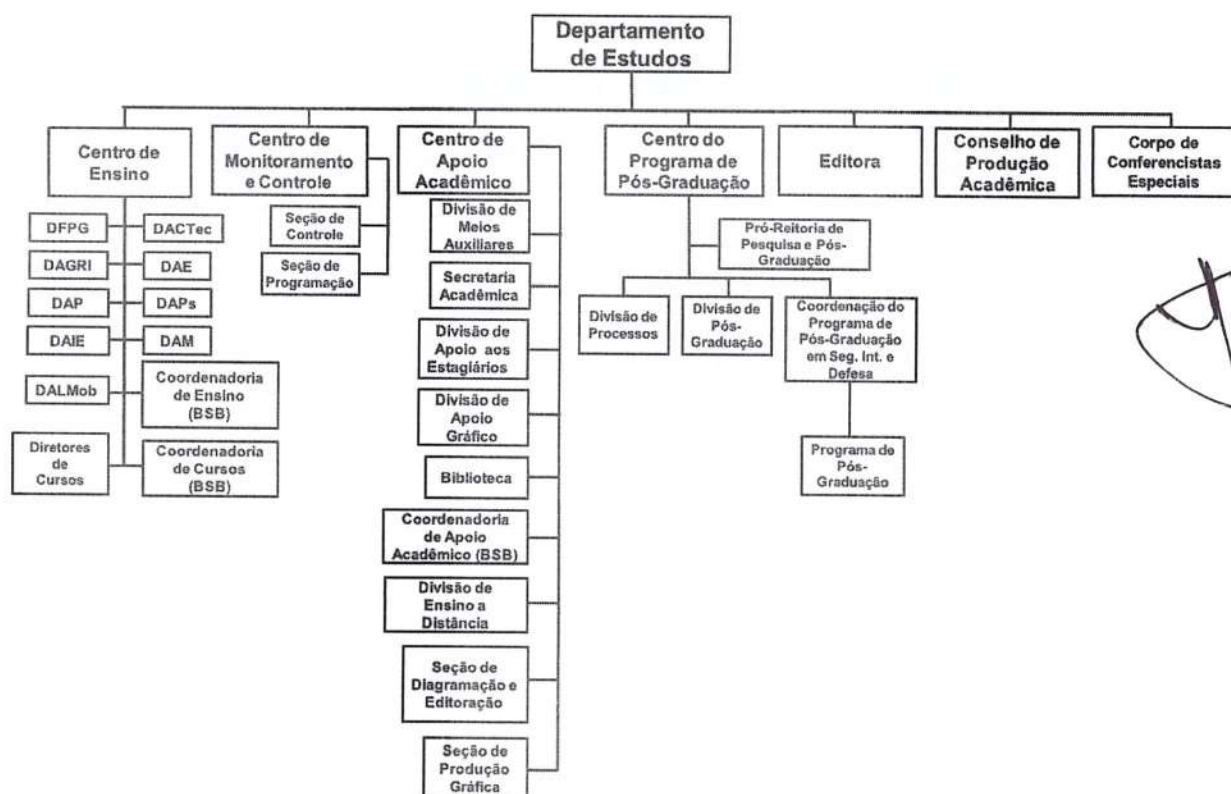 Departamento
de Estudos
Centro de
Ensino
DFPG
DACTec
DAGRI
DAE
DAP
DAPs
DAIE
DAM
DALMob
Coordenadoria
de Ensino
(BSB)
Diretores
de
Cursos
Coordenadoria
de Cursos
(BSB)
Centro de
Monitoramento
e Controle
Seção de
Controle
Seção de
Programação
Centro de
Apoio
Acadêmico
Divisão de
Meios
Auxiliares
Secretaria
Acadêmica
Divisão de
Apoio aos
Estagiários
Divisão de
Apoio
Gráfico
Biblioteca
Coordenadoria
de Apoio
Acadêmico (BSB)
Divisão de
Ensino a
Distância
Seção de
Diagramação e
Editoração
Seção de
Produção
Gráfica
Centro do
Programa de
Pós-Graduação
Pró-Reitoria de
Pesquisa e Pós-
Graduação
Divisão de
Processos
Divisão de
Pós-
Graduação
Coordenação do
Programa de
Pós-Graduação
em Seg. Int. e
Defesa
Programa de
Pós-
Graduação
Editora
Conselho de
Produção
Acadêmica
Corpo de
Conferencistas
Especiais